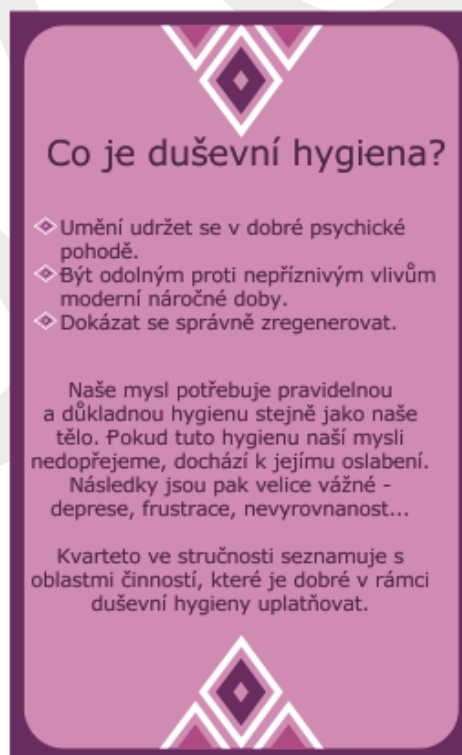 Co je duševní hygiena?
Umění udržet se v dobré psychické
pohodě.
Být odolným proti nepříznivým vlivům
moderní náročné doby.
Dokázat se správně zregenerovat.
Naše mysl potřebuje pravidelnou
a důkladnou hygienu stejně jako naše
tělo. Pokud tuto hygienu naší mysli
nedopřejeme, dochází k jejímu oslabení.
Následky jsou pak velice vážné -
deprese, frustrace, nevyrovnanost...
Kvarteto ve stručnosti seznamuje s
oblastmi činností, které je dobré v rámci
duševní hygieny uplatňovat.